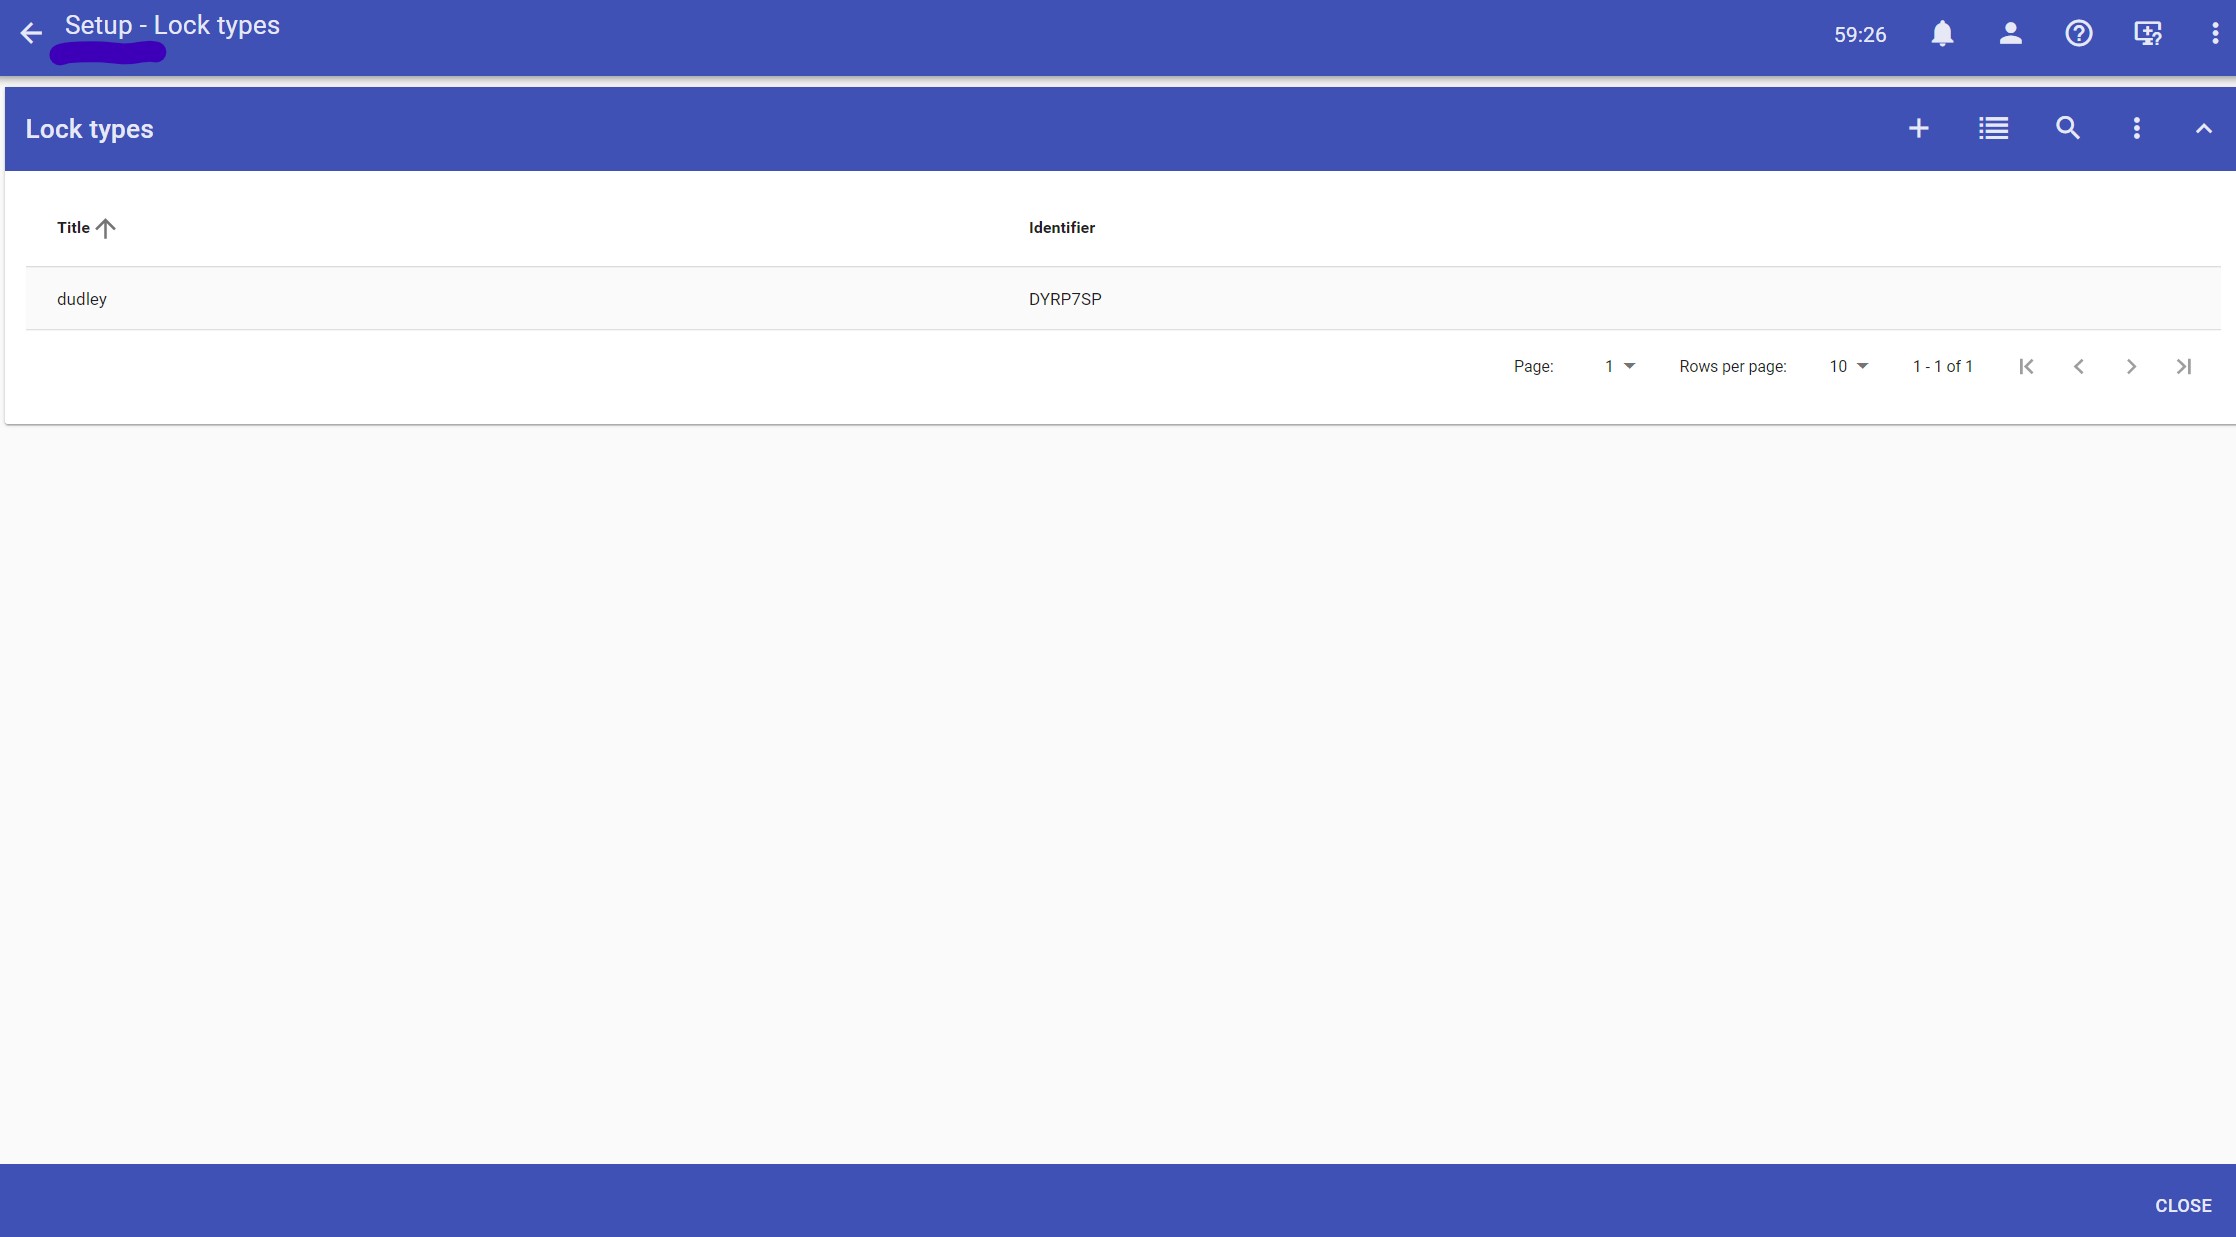 Setup - Lock types
59:26
Lock types
Title Identifier
dudley DYRP7SP
Page: 1 Rows per page: 10 1 - 1 of 1
CLOSE